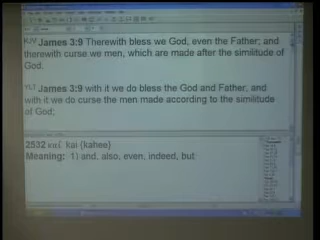 KJV James 3:9 Therewith bless we God, even the Father; and
therewith curse we men, which are made after the similitude of
God.
YLT James 3:9 with it we do bless the God and Father, and
with it we do curse the men made according to the similitude
of God;
2532 kai {kahee}
Meaning: 1) and, also, even, indeed, but